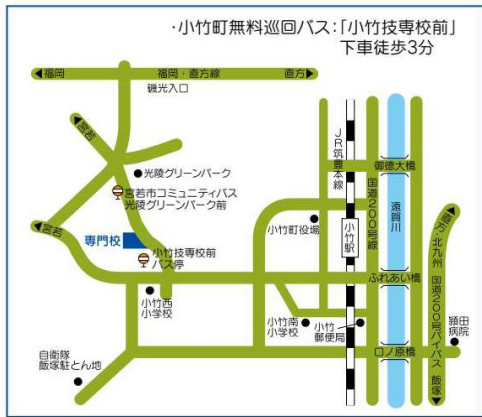 ・小竹町無料巡回バス：「小竹技専校前」
下車徒歩3分
◀福岡
福岡・直方線
直方▶
磯光入口
◀宮若
光陵グリーンパーク
宮若市コミュニティバス
光陵グリーンパーク前
専門校
小竹技専校前
バス停
◀宮若
小竹西
小学校
自衛隊
飯塚駐とん地
JR筑豊本線
小竹町役場
小竹駅
国道200号線
御徳大橋
遠賀川
ふれあい橋
小竹南
小学校
小竹
郵便局
口ノ原橋
◀直方・北九州 国道200号バイパス 飯塚▶
頴田
病院